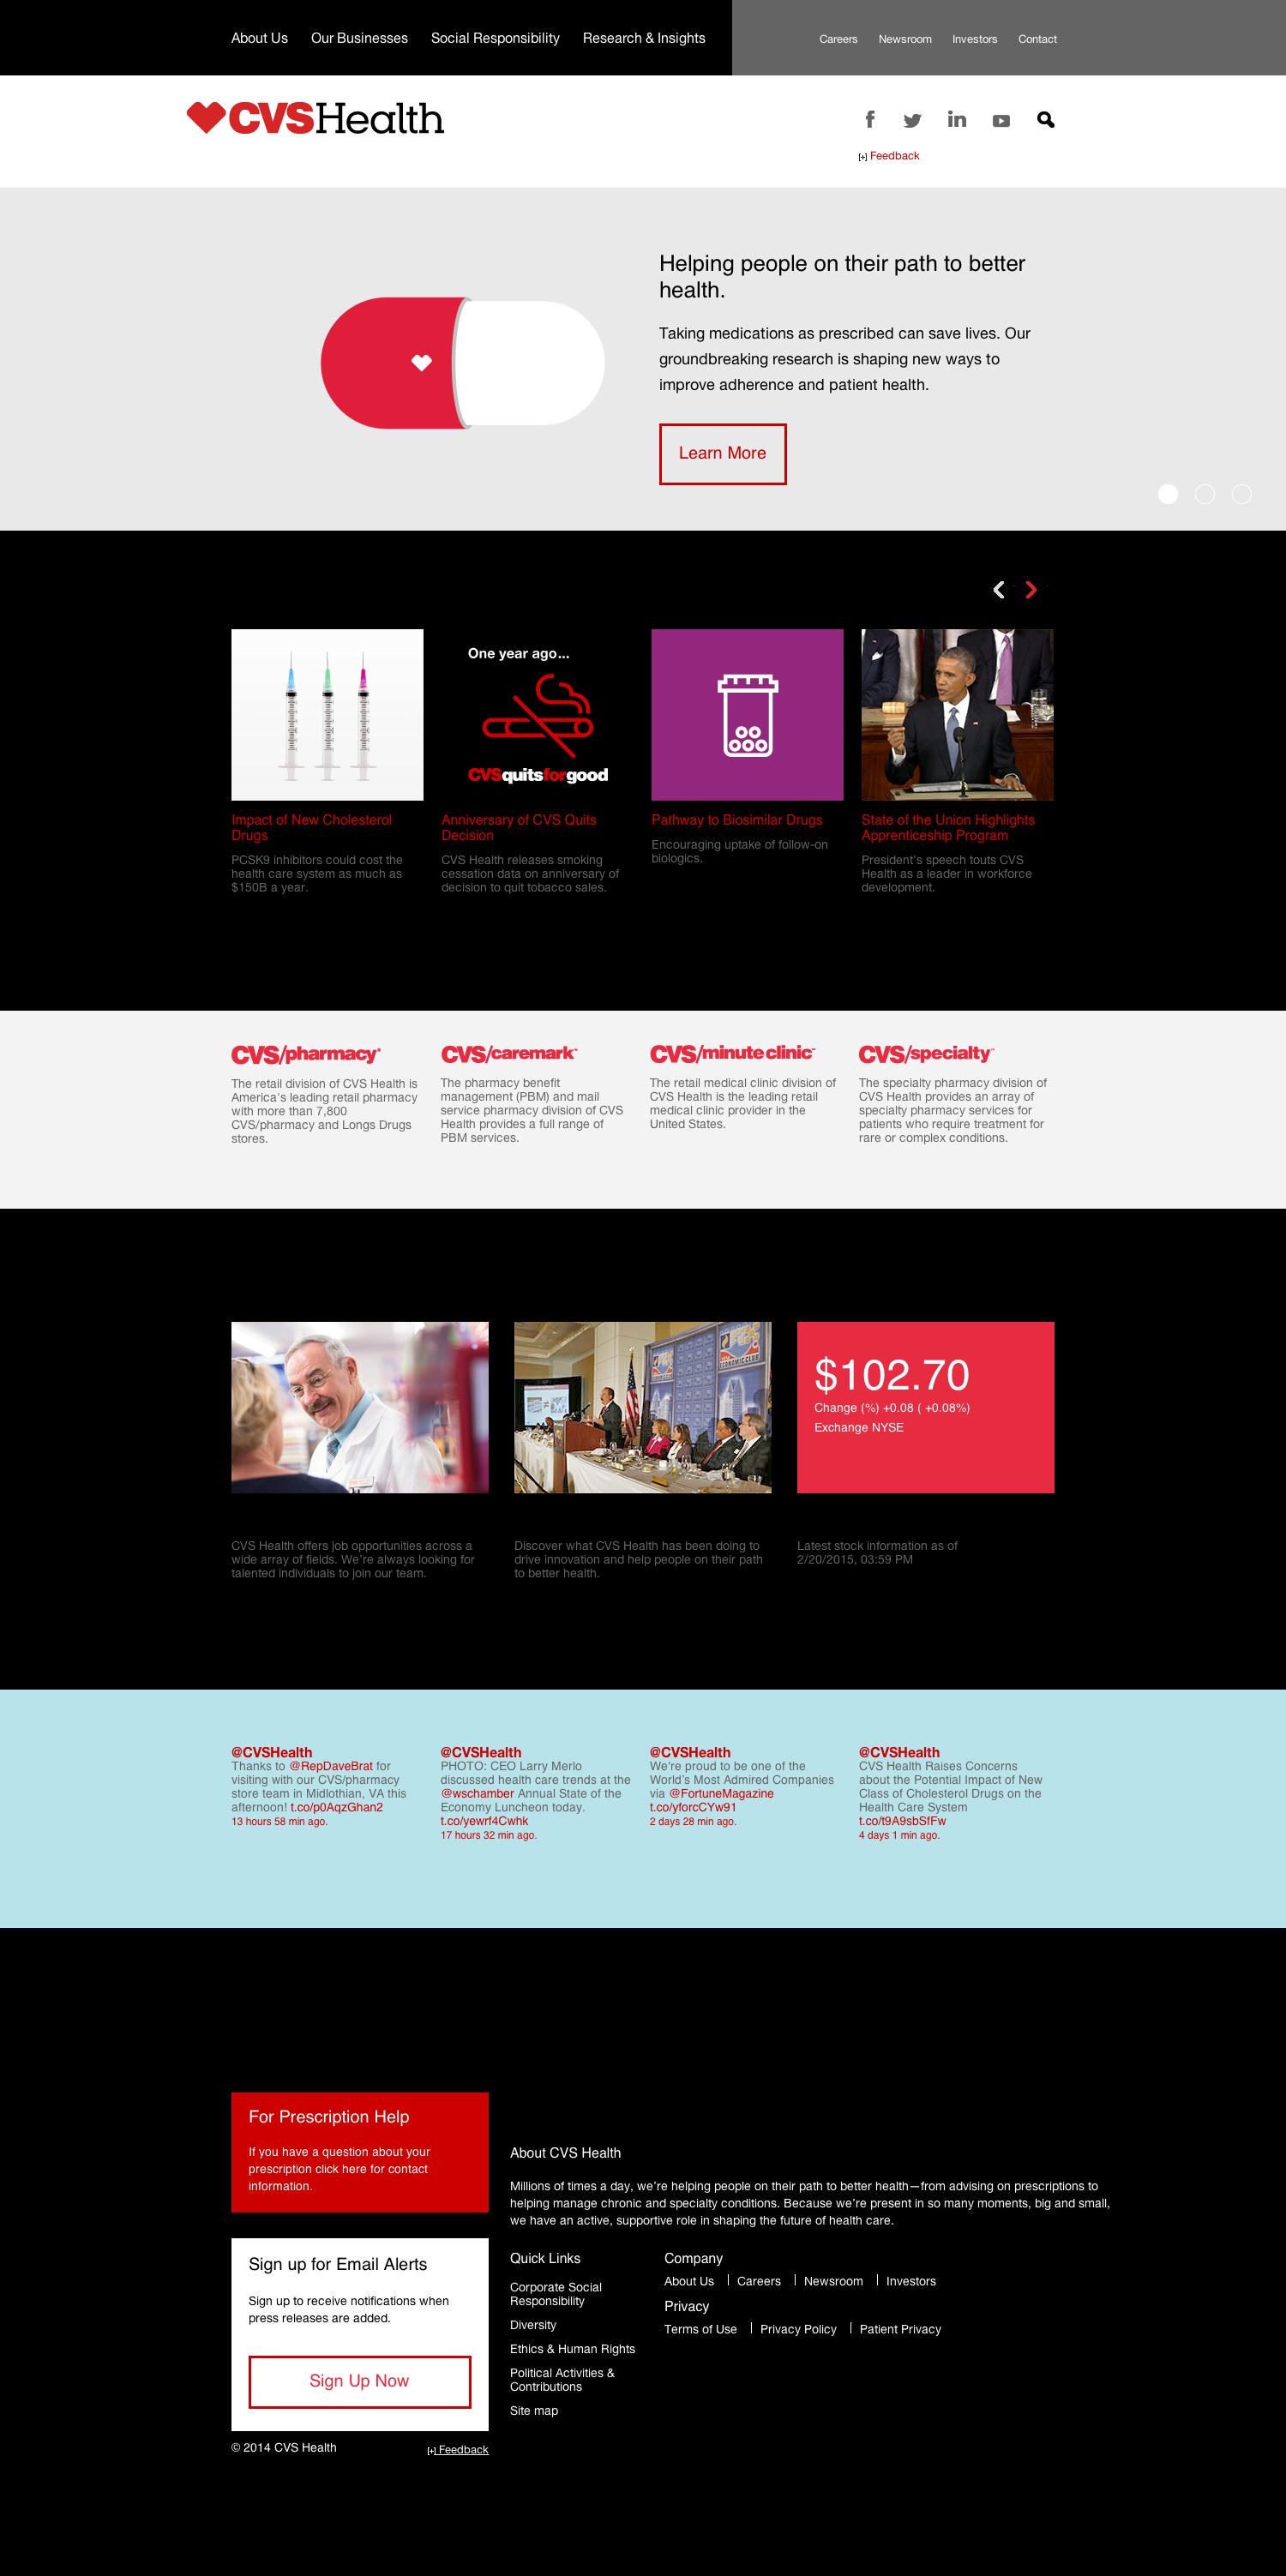 About Us Our Businesses Social Responsibility Research & Insights Careers Newsroom Investors Contact
CVSHealth
[+] Feedback
Helping people on their path to better
health.
Taking medications as prescribed can save lives. Our
groundbreaking research is shaping new ways to
improve adherence and patient health.
Learn More
One year ago...
CVSquitsforgood
Impact of New Cholesterol
Drugs
PCSK9 inhibitors could cost the
health care system as much as
$150B a year.
Anniversary of CVS Quits
Decision
CVS Health releases smoking
cessation data on anniversary of
decision to quit tobacco sales.
Pathway to Biosimilar Drugs
Encouraging uptake of follow-on
biologics.
State of the Union Highlights
Apprenticeship Program
President's speech touts CVS
Health as a leader in workforce
development.
CVS/pharmacy®
The retail division of CVS Health is
America's leading retail pharmacy
with more than 7,800
CVS/pharmacy and Longs Drugs
stores.
CVS/caremark™
The pharmacy benefit
management (PBM) and mail
service pharmacy division of CVS
Health provides a full range of
PBM services.
CVS/minute clinic™
The retail medical clinic division of
CVS Health is the leading retail
medical clinic provider in the
United States.
CVS/specialty™
The specialty pharmacy division of
CVS Health provides an array of
specialty pharmacy services for
patients who require treatment for
rare or complex conditions.
$102.70
Change (%) +0.08 ( +0.08%)
Exchange NYSE
CVS Health offers job opportunities across a
wide array of fields. We're always looking for
talented individuals to join our team.
Discover what CVS Health has been doing to
drive innovation and help people on their path
to better health.
Latest stock information as of
2/20/2015, 03:59 PM
@CVSHealth
Thanks to @RepDaveBrat for
visiting with our CVS/pharmacy
store team in Midlothian, VA this
afternoon! t.co/p0AqzGhan2
13 hours 58 min ago.
@CVSHealth
PHOTO: CEO Larry Merlo
discussed health care trends at the
@wschamber Annual State of the
Economy Luncheon today.
t.co/yewrf4Cwhk
17 hours 32 min ago.
@CVSHealth
We're proud to be one of the
World's Most Admired Companies
via @FortuneMagazine
t.co/yforcCYw91
2 days 28 min ago.
@CVSHealth
CVS Health Raises Concerns
about the Potential Impact of New
Class of Cholesterol Drugs on the
Health Care System
t.co/t9A9sbSfFw
4 days 1 min ago.
For Prescription Help
If you have a question about your
prescription click here for contact
information.
Sign up for Email Alerts
Sign up to receive notifications when
press releases are added.
Sign Up Now
© 2014 CVS Health
[+] Feedback
About CVS Health
Millions of times a day, we're helping people on their path to better health—from advising on prescriptions to
helping manage chronic and specialty conditions. Because we're present in so many moments, big and small,
we have an active, supportive role in shaping the future of health care.
Quick Links
Corporate Social
Responsibility
Diversity
Ethics & Human Rights
Political Activities &
Contributions
Site map
Company
About Us | Careers | Newsroom | Investors
Privacy
Terms of Use | Privacy Policy | Patient Privacy